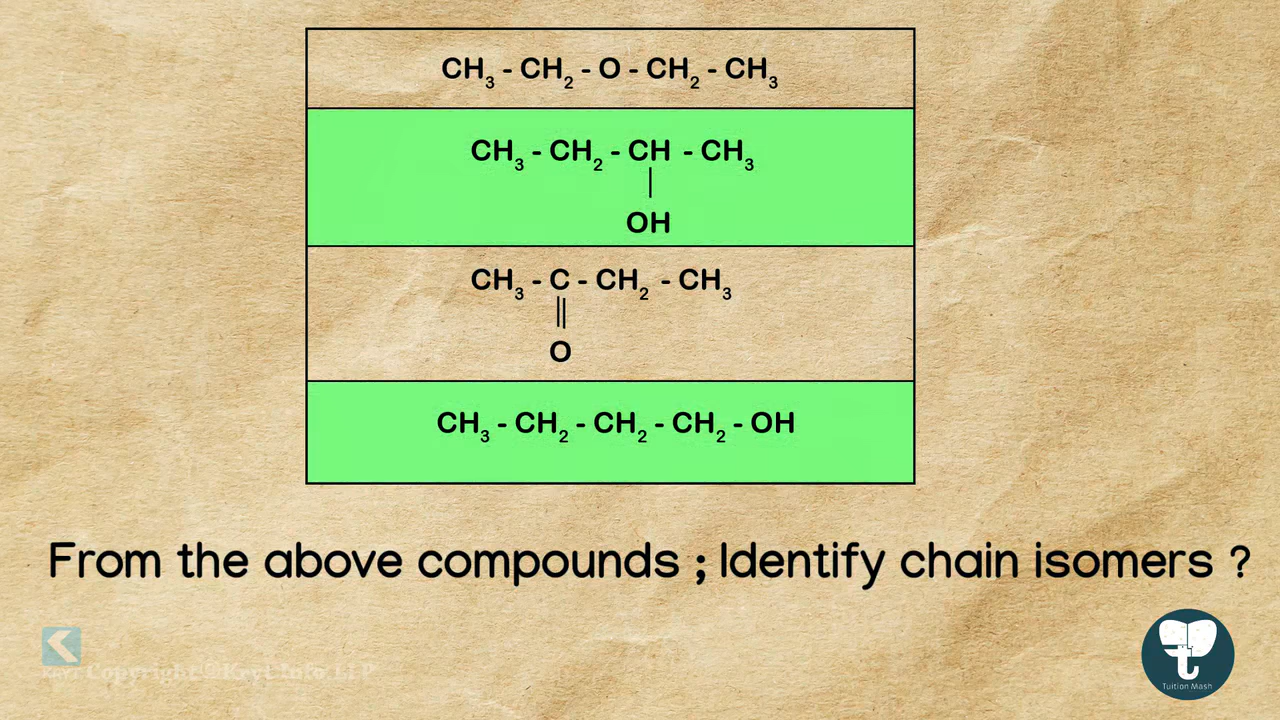 CH₃ - CH₂ - O - CH₂ - CH₃
CH₃ - CH₂ - CH - CH₃
|
OH
CH₃ - C - CH₂ - CH₃
||
O
CH₃ - CH₂ - CH₂ - CH₂ - OH
From the above compounds ; Identify chain isomers ?
Copyright
Tuition Mash